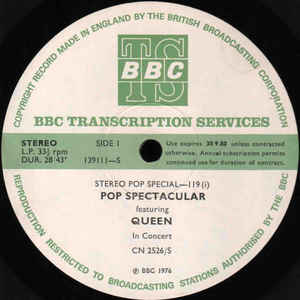 COPYRIGHT RECORD MADE IN ENGLAND BY THE BRITISH BROADCASTING CORPORATION
TS
BBC
BBC TRANSCRIPTION SERVICES
STEREO
L.P. 33⅓ rpm
DUR. 28'43"
SIDE 1
139111—S
Use expires 30.9.80 unless contracted
otherwise. Annual subscription permits
continued use for duration of contract.
STEREO POP SPECIAL—119 (i)
POP SPECTACULAR
featuring
QUEEN
In Concert
CN 2526/S
℗ BBC 1976
REPRODUCTION RESTRICTED TO BROADCASTING STATIONS AUTHORISED BY THE BBC